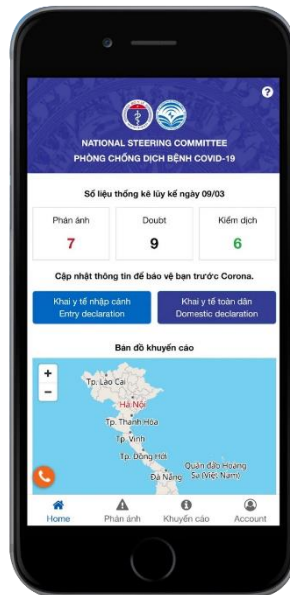 ?
NATIONAL STEERING COMMITTEE
PHÒNG CHỐNG DỊCH BỆNH COVID-19
Số liệu thống kê lũy kế ngày 09/03
Phản ánh
7
Doubt
9
Kiểm dịch
6
Cập nhật thông tin để bảo vệ bạn trước Corona.
Khai y tế nhập cảnh
Entry declaration
Khai y tế toàn dân
Domestic declaration
Bản đồ khuyến cáo
+
−
Tp. Lào Cai
Hà Nội
Tp. Thanh Hóa
Tp. Vinh
Tp. Đồng Hới
Đà Nẵng
Quần đảo Hoàng
Sa (Việt Nam)
Home
Phản ánh
Khuyến cáo
Account